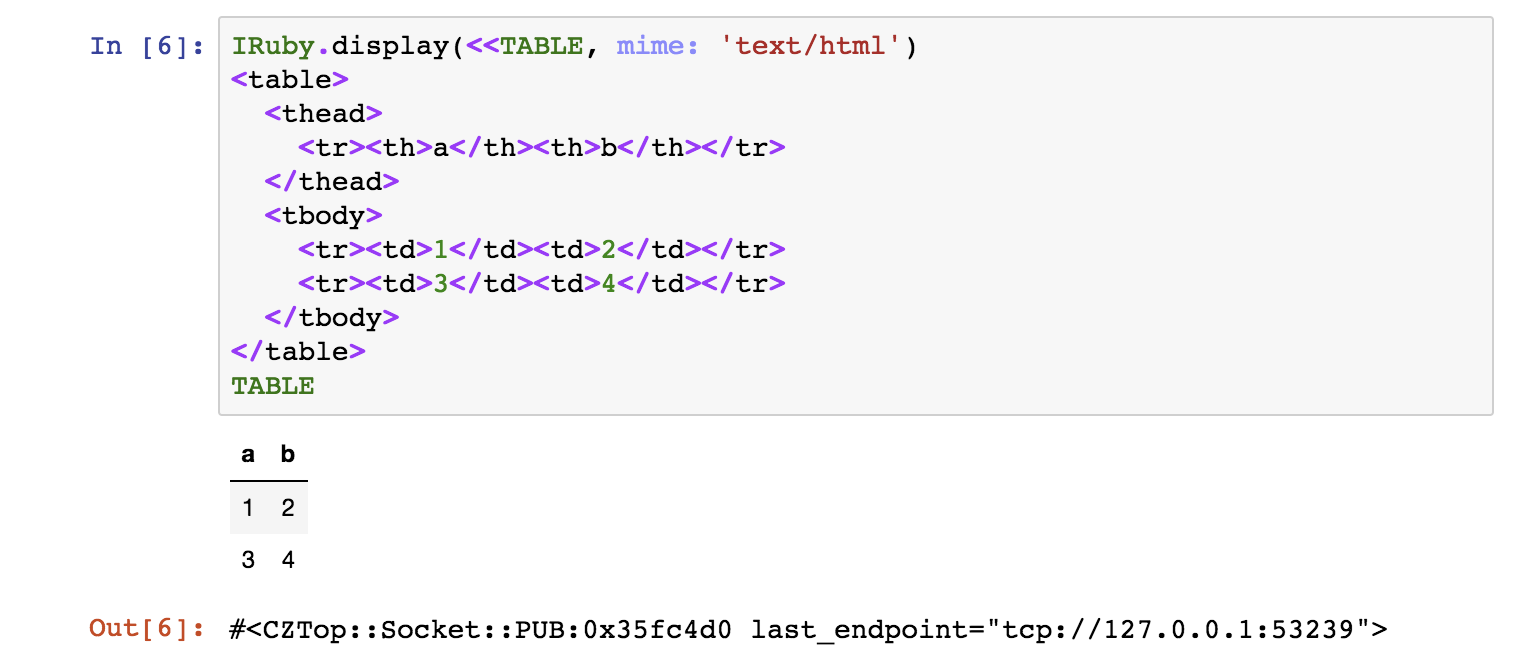 In [6]: IRuby.display(<<TABLE, mime: 'text/html')
<table>
  <thead>
    <tr><th>a</th><th>b</th></tr>
  </thead>
  <tbody>
    <tr><td>1</td><td>2</td></tr>
    <tr><td>3</td><td>4</td></tr>
  </tbody>
</table>
TABLE
a b
1 2
3 4
Out[6]: #<CZTop::Socket::PUB:0x35fc4d0 last_endpoint="tcp://127.0.0.1:53239">